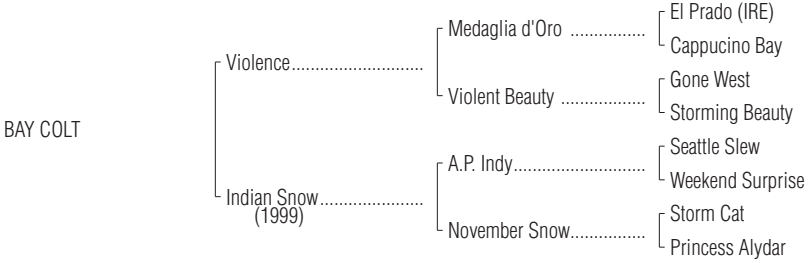 El Prado (IRE)
Medaglia d'Oro ................
Cappucino Bay
Violence............................
Gone West
Violent Beauty ..................
Storming Beauty
BAY COLT
Seattle Slew
A.P. Indy............................
Weekend Surprise
Indian Snow......................
(1999)
Storm Cat
November Snow................
Princess Alydar